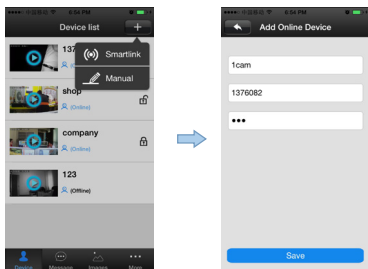 8:54 PM
Device list
+
137
Smartlink
Manual
shop
(Online)
company
(Online)
123
(Offline)
Device Message Images More
8:54 PM
Add Online Device
1cam
1376082
•••
Save